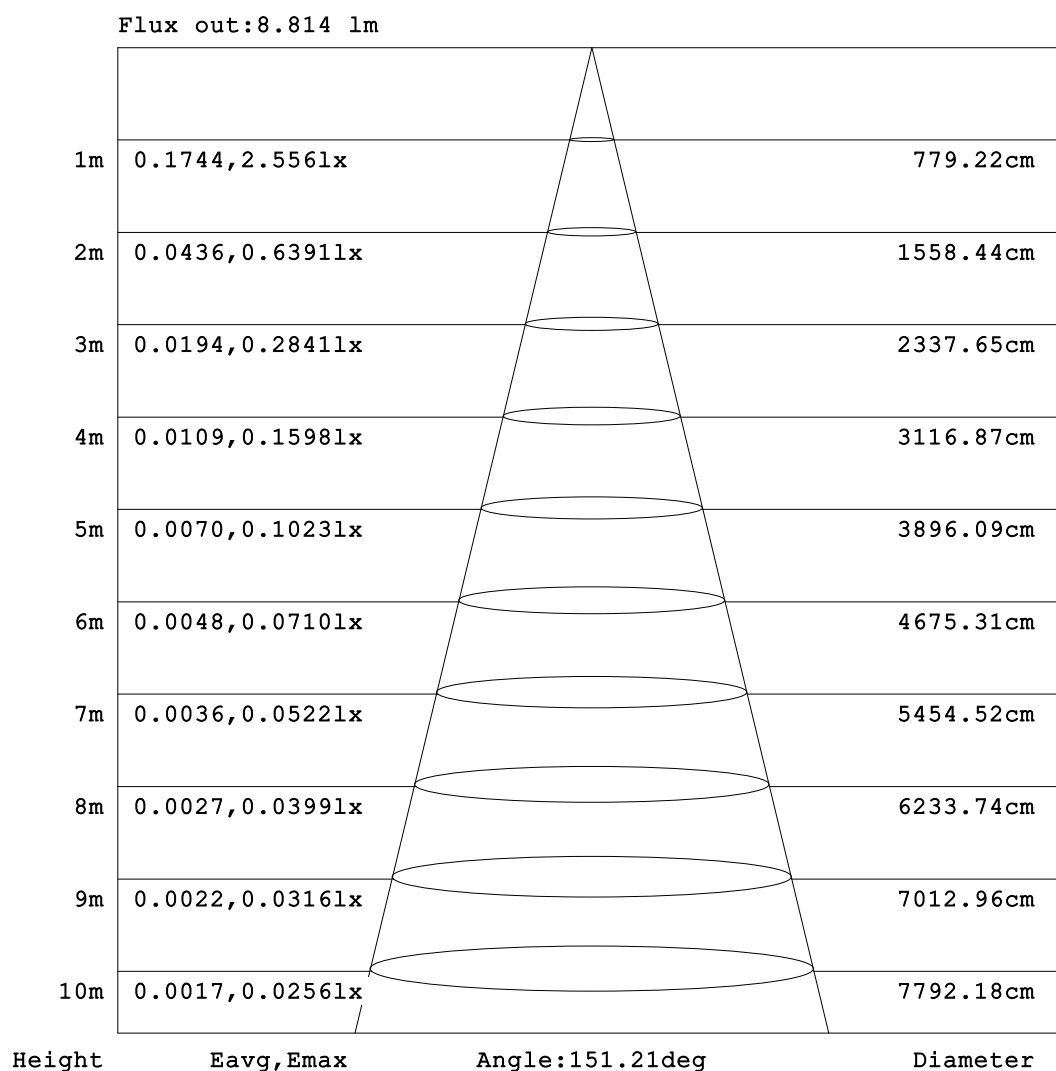 Flux out:8.814 lm
1m 0.1744,2.556lx 779.22cm
2m 0.0436,0.6391lx 1558.44cm
3m 0.0194,0.2841lx 2337.65cm
4m 0.0109,0.1598lx 3116.87cm
5m 0.0070,0.1023lx 3896.09cm
6m 0.0048,0.0710lx 4675.31cm
7m 0.0036,0.0522lx 5454.52cm
8m 0.0027,0.0399lx 6233.74cm
9m 0.0022,0.0316lx 7012.96cm
10m 0.0017,0.0256lx 7792.18cm
Height Eavg,Emax Angle:151.21deg Diameter